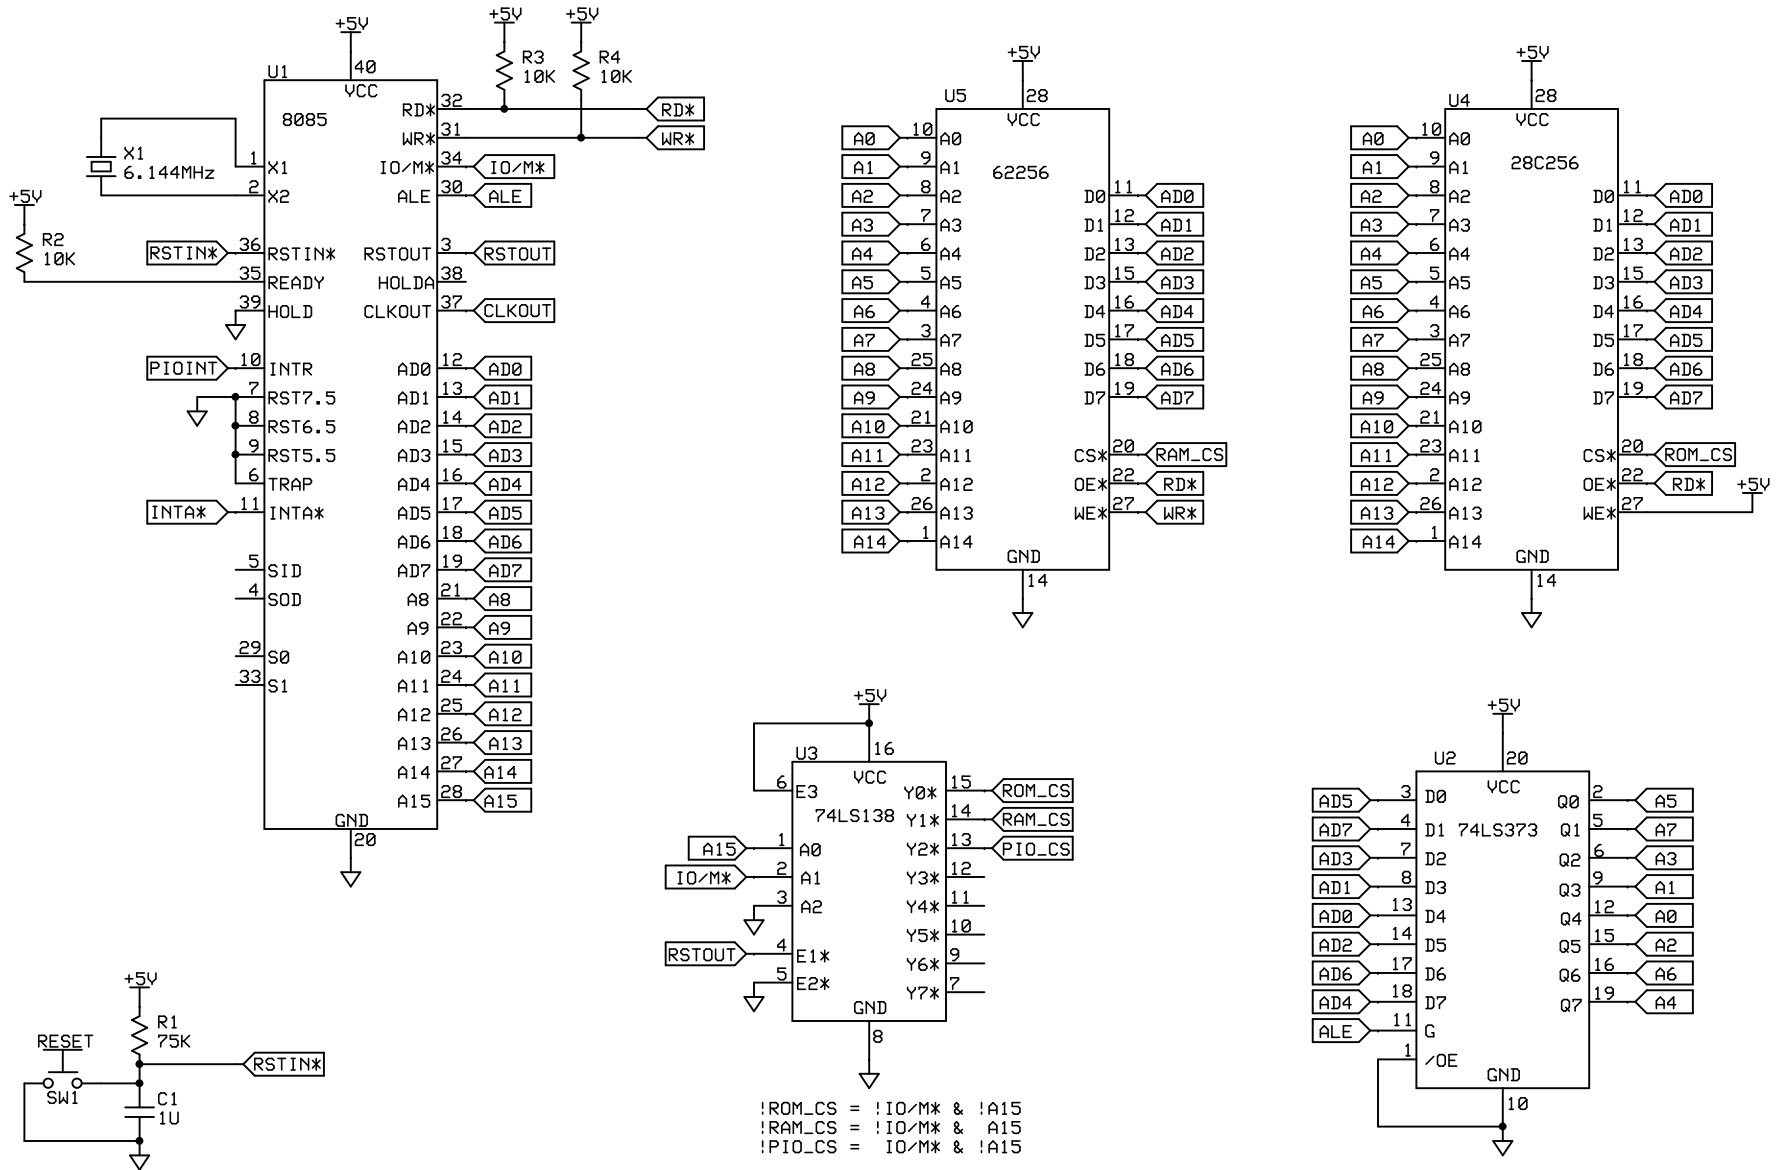 +5V
R3
10K
+5V
R4
10K
+5V
U1
40
VCC
8085
RD* 32 RD*
WR* 31 WR*
X1
6.144MHz
1 X1
2 X2
IO/M* 34 IO/M*
ALE 30 ALE
+5V
R2
10K
RSTIN* 36 RSTIN*
35 READY
39 HOLD
RSTOUT 3 RSTOUT
HOLDA 38
CLKOUT 37 CLKOUT
PIOINT 10 INTR
7 RST7.5
8 RST6.5
9 RST5.5
6 TRAP
INTA* 11 INTA*
5 SID
4 SOD
29 S0
33 S1
AD0 12 AD0
AD1 13 AD1
AD2 14 AD2
AD3 15 AD3
AD4 16 AD4
AD5 17 AD5
AD6 18 AD6
AD7 19 AD7
A8 21 A8
A9 22 A9
A10 23 A10
A11 24 A11
A12 25 A12
A13 26 A13
A14 27 A14
A15 28 A15
GND
20
+5V
U5
28
VCC
62256
A0 10 A0
A1 9 A1
A2 8 A2
A3 7 A3
A4 6 A4
A5 5 A5
A6 4 A6
A7 3 A7
A8 25 A8
A9 24 A9
A10 21 A10
A11 23 A11
A12 2 A12
A13 26 A13
A14 1 A14
D0 11 AD0
D1 12 AD1
D2 13 AD2
D3 15 AD3
D4 16 AD4
D5 17 AD5
D6 18 AD6
D7 19 AD7
CS* 20 RAM_CS
OE* 22 RD*
WE* 27 WR*
GND
14
+5V
U4
28
VCC
28C256
A0 10 A0
A1 9 A1
A2 8 A2
A3 7 A3
A4 6 A4
A5 5 A5
A6 4 A6
A7 3 A7
A8 25 A8
A9 24 A9
A10 21 A10
A11 23 A11
A12 2 A12
A13 26 A13
A14 1 A14
D0 11 AD0
D1 12 AD1
D2 13 AD2
D3 15 AD3
D4 16 AD4
D5 17 AD5
D6 18 AD6
D7 19 AD7
CS* 20 ROM_CS
OE* 22 RD*
WE* 27
+5V
GND
14
+5V
U3
16
VCC
74LS138
6 E3
A15 1 A0
IO/M* 2 A1
3 A2
RSTOUT 4 E1*
5 E2*
Y0* 15 ROM_CS
Y1* 14 RAM_CS
Y2* 13 PIO_CS
Y3* 12
Y4* 11
Y5* 10
Y6* 9
Y7* 7
GND
8
!ROM_CS = !IO/M* & !A15
!RAM_CS = !IO/M* & A15
!PIO_CS = IO/M* & !A15
+5V
U2
20
VCC
74LS373
AD5 3 D0
AD7 4 D1
AD3 7 D2
AD1 8 D3
AD0 13 D4
AD2 14 D5
AD6 17 D6
AD4 18 D7
ALE 11 G
1 /OE
Q0 2 A5
Q1 5 A7
Q2 6 A3
Q3 9 A1
Q4 12 A0
Q5 15 A2
Q6 16 A6
Q7 19 A4
GND
10
+5V
R1
75K
RESET
SW1
RSTIN*
C1
1U